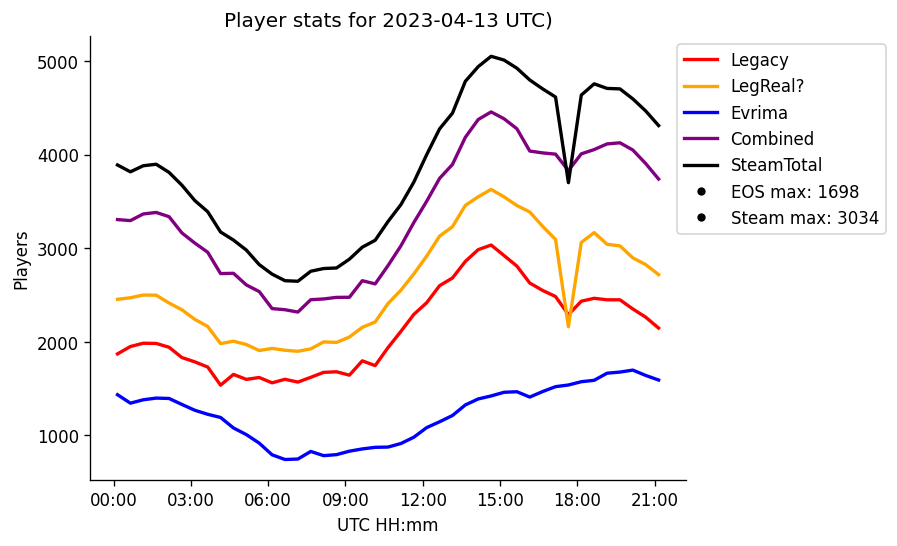 Player stats for 2023-04-13 UTC)
5000
4000
3000
2000
1000
Players
00:00 03:00 06:00 09:00 12:00 15:00 18:00 21:00
UTC HH:mm
Legacy
LegReal?
Evrima
Combined
SteamTotal
EOS max: 1698
Steam max: 3034